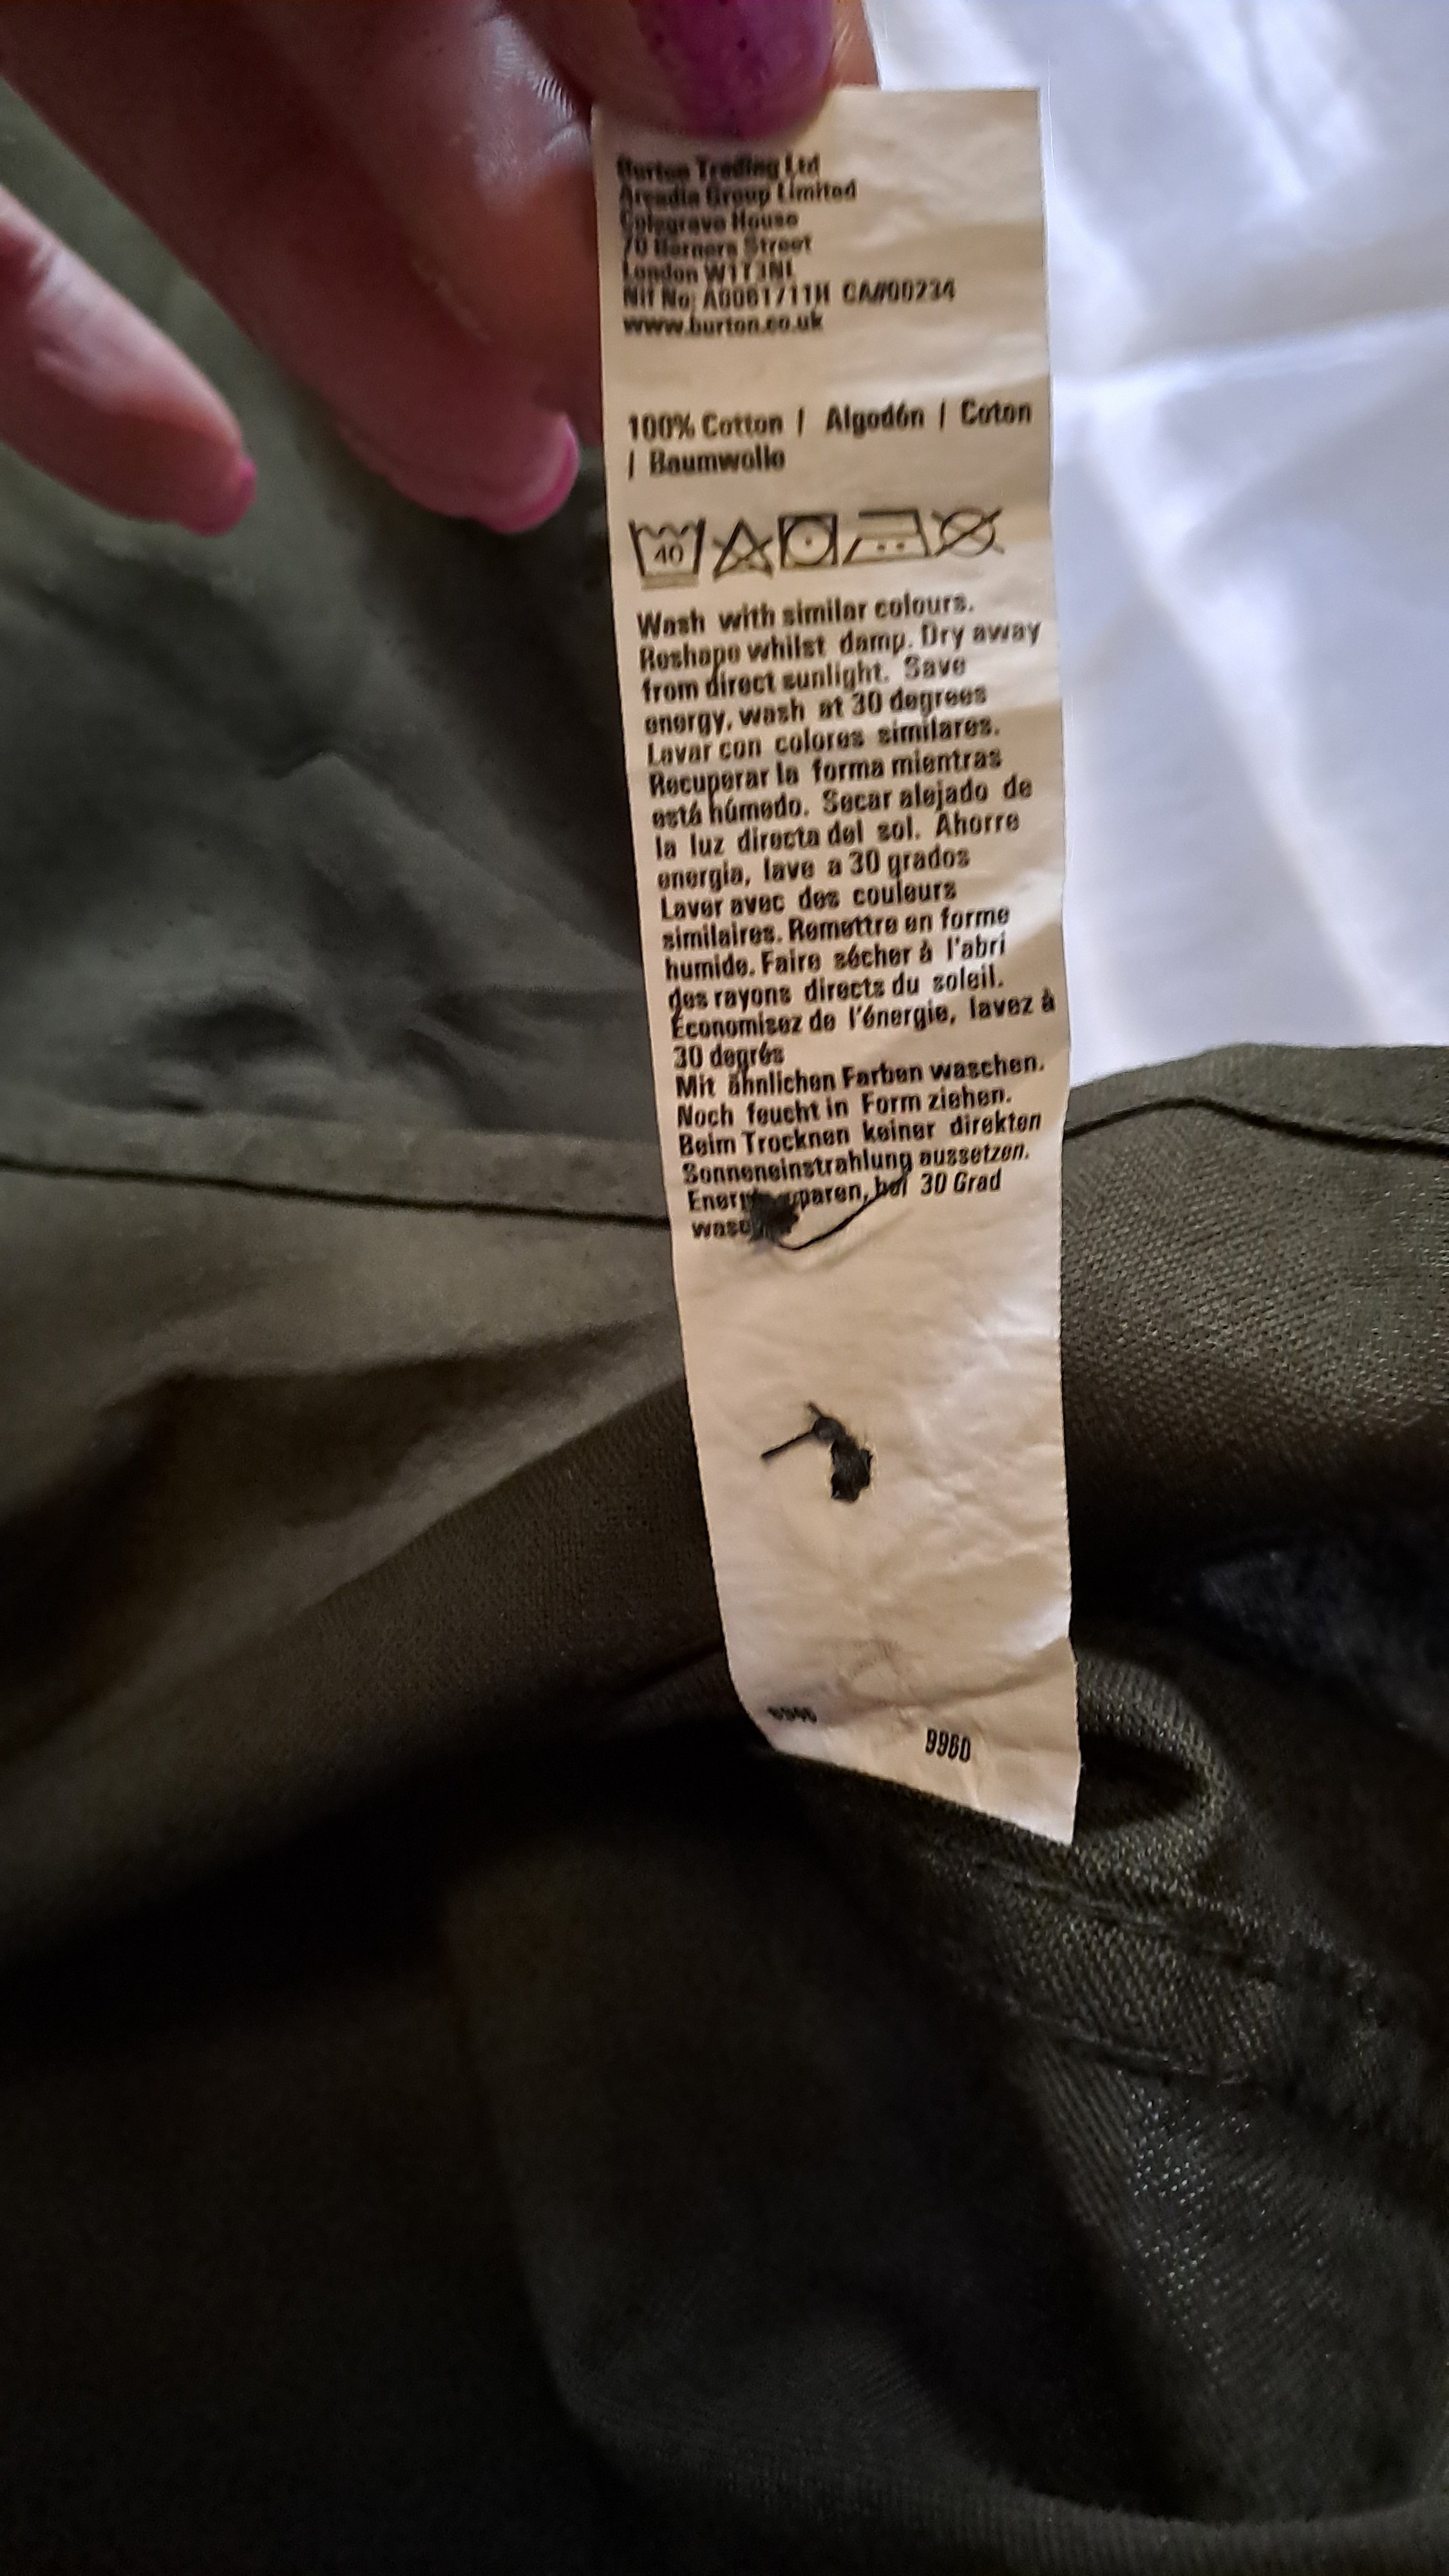 Burton Trading Ltd
Arcadia Group Limited
Colegrave House
70 Berners Street
London W1T3NL
Nif No: A0061711H CA#00234
www.burton.co.uk
100% Cotton / Algodón / Coton
/ Baumwolle
40
Wash with similar colours.
Reshape whilst damp. Dry away
from direct sunlight. Save
energy, wash at 30 degrees
Lavar con colores similares.
Recuperar la forma mientras
está húmedo. Secar alejado de
la luz directa del sol. Ahorre
energia, lave a 30 grados
Laver avec des couleurs
similaires. Remettre en forme
humide. Faire sécher à l'abri
des rayons directs du soleil.
Économisez de l'énergie, lavez à
30 degrés
Mit ähnlichen Farben waschen.
Noch feucht in Form ziehen.
Beim Trocknen keiner direkten
Sonneneinstrahlung aussetzen.
bei 30 Grad
9960